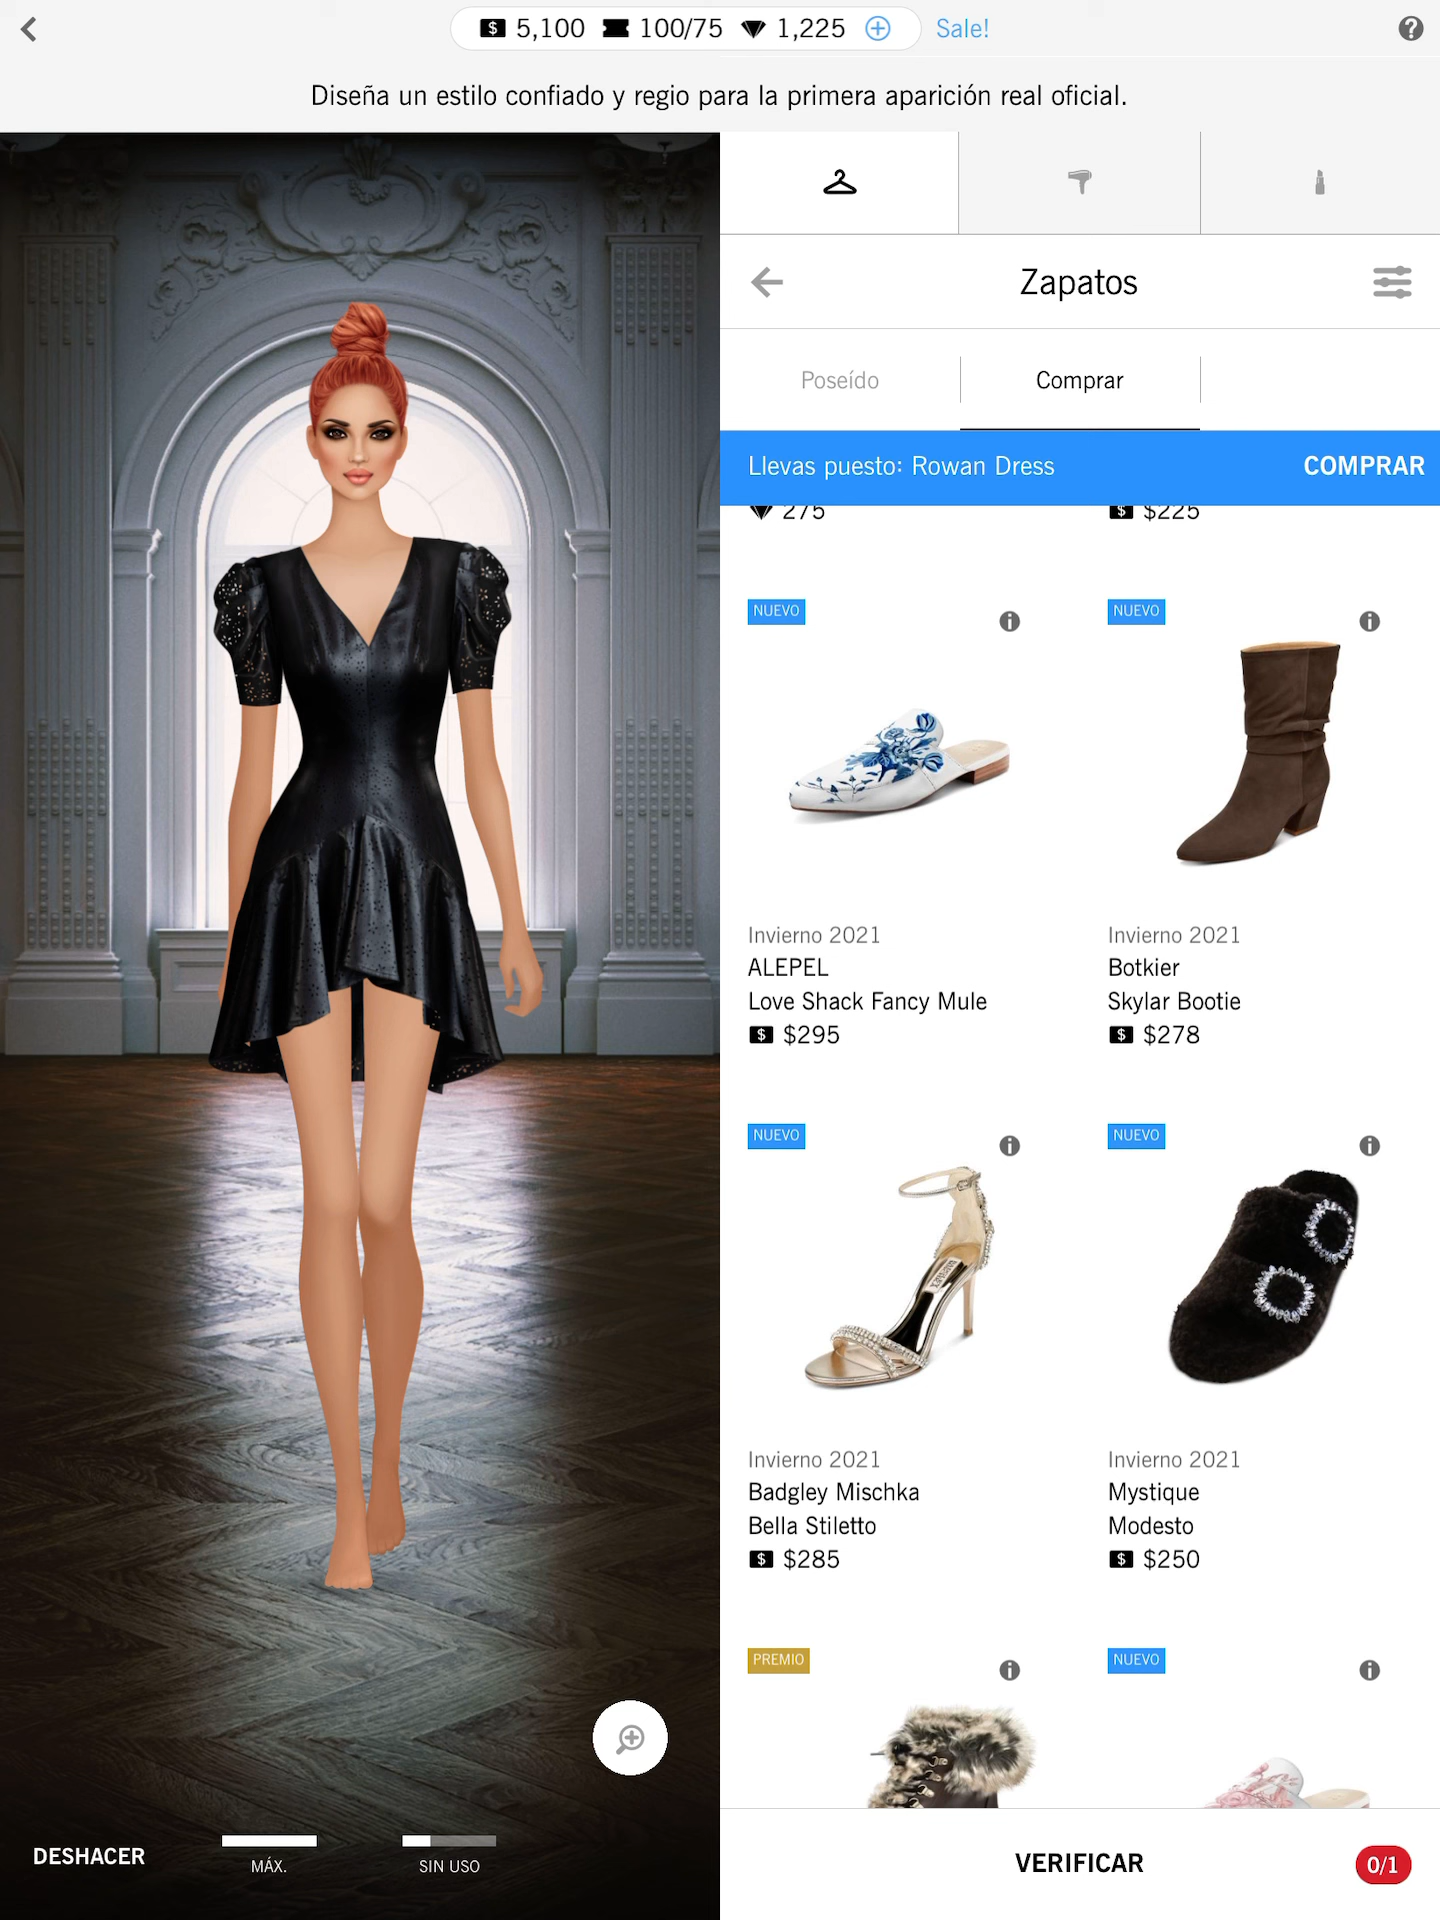 $ 5,100 100/75 1,225 Sale! ?
Diseña un estilo confiado y regio para la primera aparición real oficial.
Zapatos
Poseído Comprar
Llevas puesto: Rowan Dress COMPRAR
275 $ $225
NUEVO NUEVO
Invierno 2021 Invierno 2021
ALEPEL Botkier
Love Shack Fancy Mule Skylar Bootie
$ $295 $ $278
NUEVO NUEVO
Invierno 2021 Invierno 2021
Badgley Mischka Mystique
Bella Stiletto Modesto
$ $285 $ $250
PREMIO NUEVO
DESHACER MÁX. SIN USO
VERIFICAR 0/1